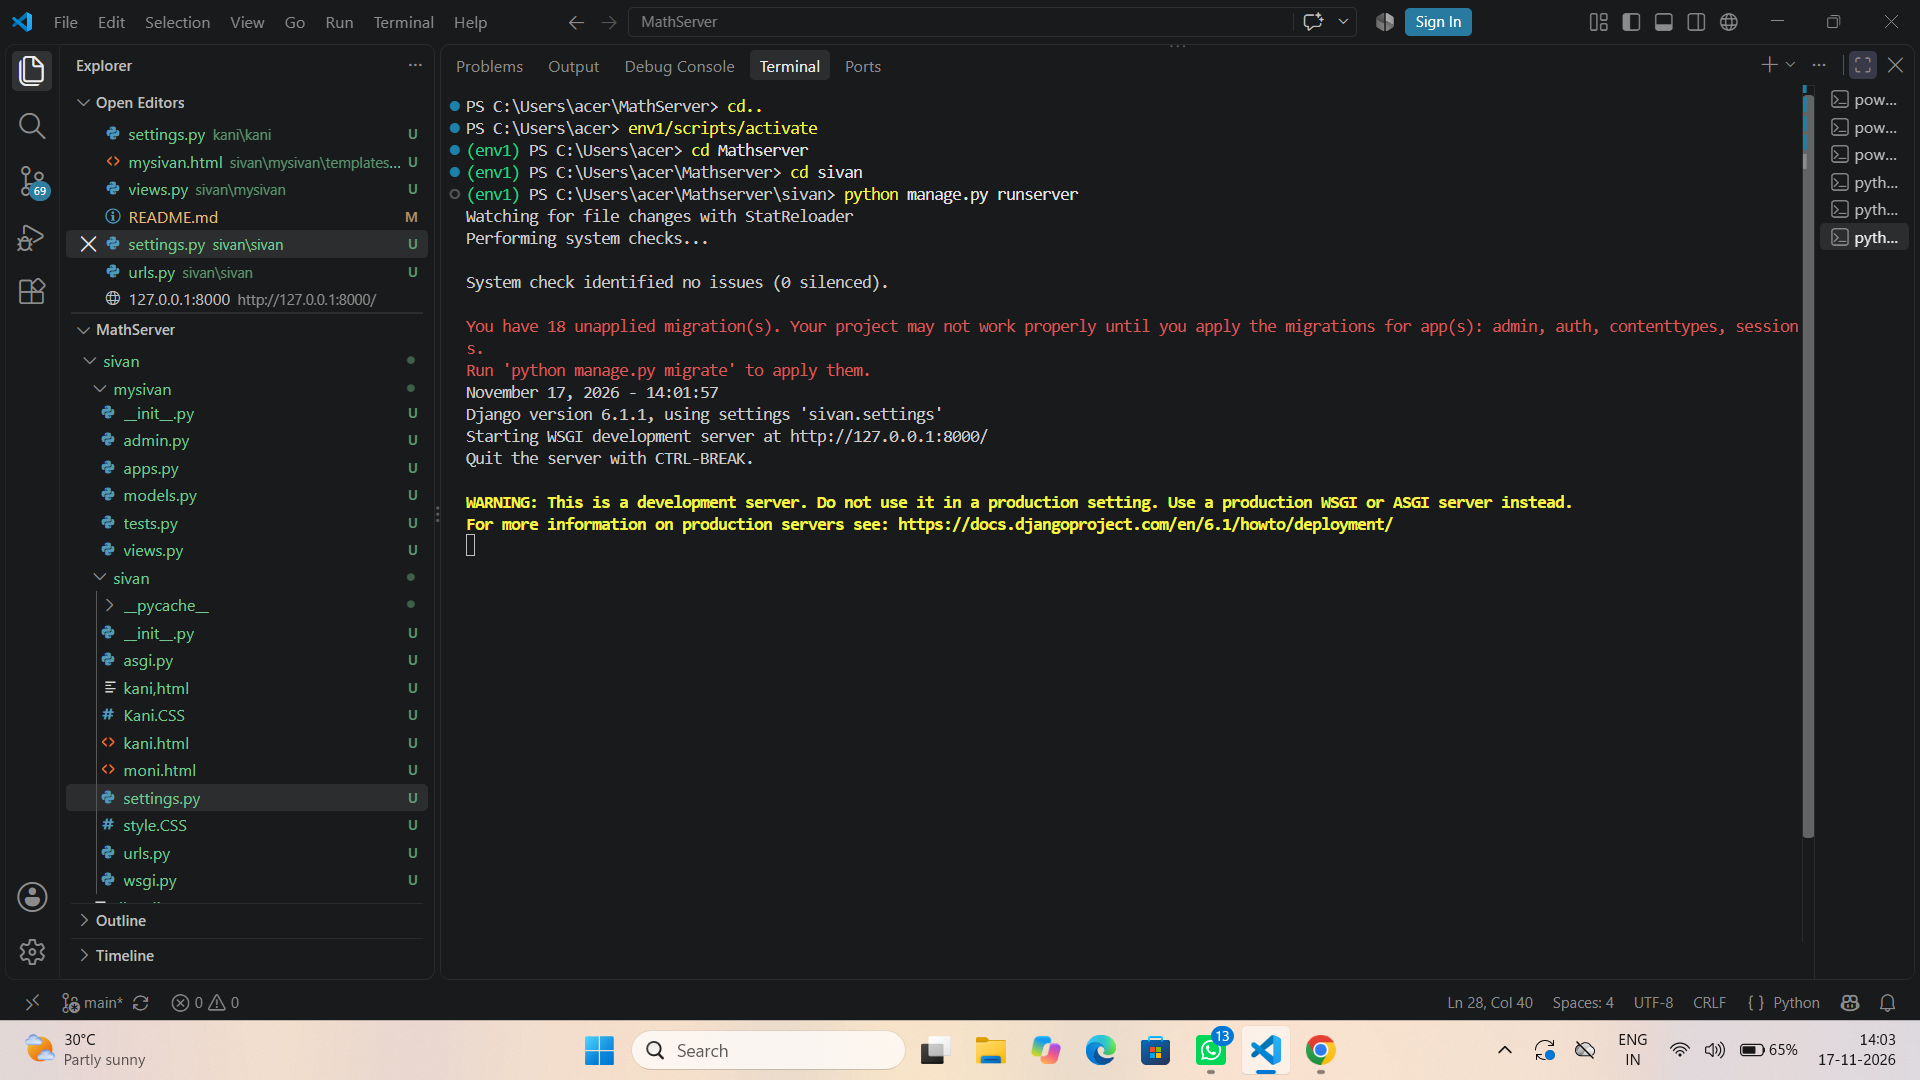 File Edit Selection View Go Run Terminal Help
MathServer
Sign In
Explorer
Open Editors
settings.py kani\kani U
mysivan.html sivan\mysivan\templates... U
views.py sivan\mysivan U
README.md M
settings.py sivan\sivan U
urls.py sivan\sivan U
127.0.0.1:8000 http://127.0.0.1:8000/
MathServer
sivan
mysivan
__init__.py U
admin.py U
apps.py U
models.py U
tests.py U
views.py U
sivan
__pycache__
__init__.py U
asgi.py U
kani,html U
Kani.CSS U
kani.html U
moni.html U
settings.py U
style.CSS U
urls.py U
wsgi.py U
Outline
Timeline
69
Problems Output Debug Console Terminal Ports
PS C:\Users\acer\MathServer> cd..
PS C:\Users\acer> env1/scripts/activate
(env1) PS C:\Users\acer> cd Mathserver
(env1) PS C:\Users\acer\Mathserver> cd sivan
(env1) PS C:\Users\acer\Mathserver\sivan> python manage.py runserver
Watching for file changes with StatReloader
Performing system checks...
System check identified no issues (0 silenced).
You have 18 unapplied migration(s). Your project may not work properly until you apply the migrations for app(s): admin, auth, contenttypes, session
s.
Run 'python manage.py migrate' to apply them.
November 17, 2026 - 14:01:57
Django version 6.1.1, using settings 'sivan.settings'
Starting WSGI development server at http://127.0.0.1:8000/
Quit the server with CTRL-BREAK.
WARNING: This is a development server. Do not use it in a production setting. Use a production WSGI or ASGI server instead.
For more information on production servers see: https://docs.djangoproject.com/en/6.1/howto/deployment/
pow...
pow...
pow...
pyth...
pyth...
pyth...
main* 0 0
Ln 28, Col 40 Spaces: 4 UTF-8 CRLF { } Python
30°C
Partly sunny
Search
13
ENG
IN
65%
14:03
17-11-2026